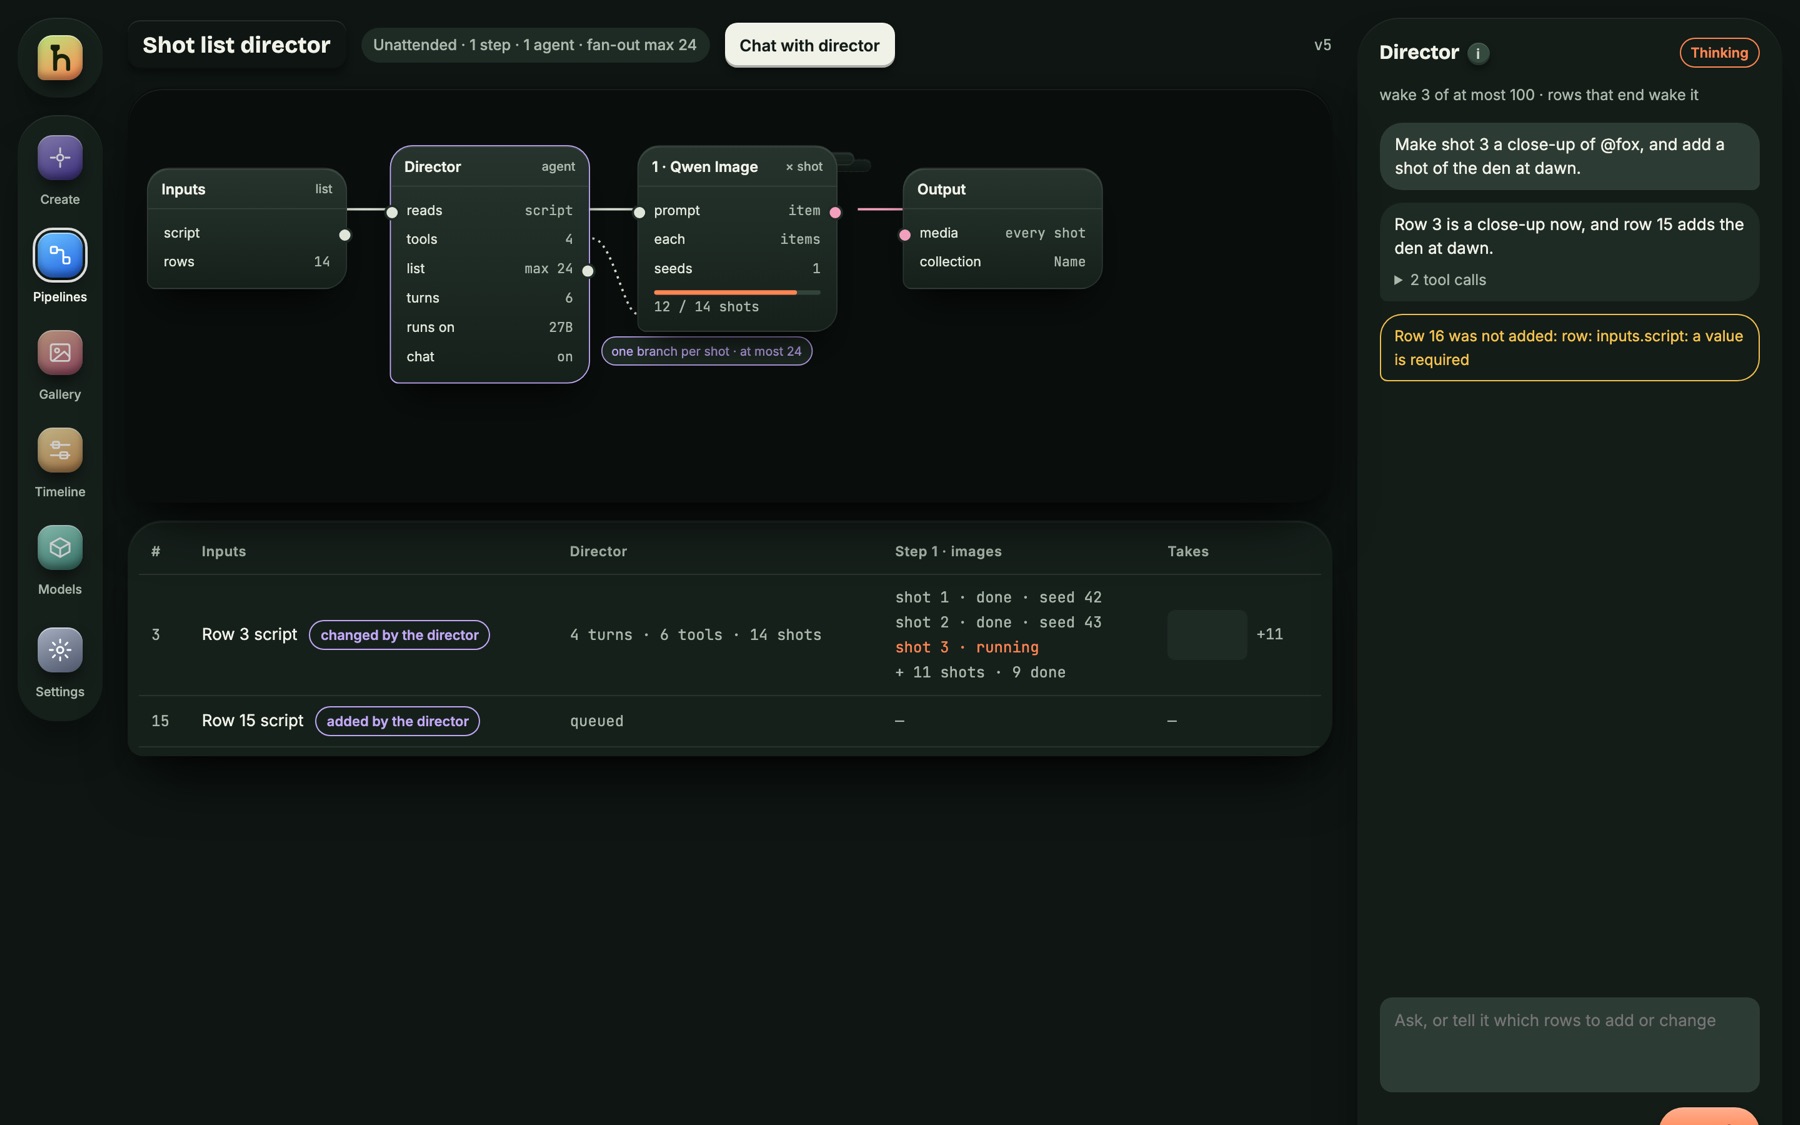 h
Create
Pipelines
Gallery
Timeline
Models
Settings
Shot list director
Unattended · 1 step · 1 agent · fan-out max 24
Chat with director
v5
Inputs list
script
rows 14
Director agent
reads script
tools 4
list max 24
turns 6
runs on 27B
chat on
1 · Qwen Image × shot
prompt item
each items
seeds 1
12 / 14 shots
one branch per shot · at most 24
Output
media every shot
collection Name
# Inputs Director Step 1 · images Takes
3 Row 3 script changed by the director 4 turns · 6 tools · 14 shots
shot 1 · done · seed 42
shot 2 · done · seed 43
shot 3 · running
+ 11 shots · 9 done
+11
15 Row 15 script added by the director queued – –
Director i
Thinking
wake 3 of at most 100 · rows that end wake it
Make shot 3 a close-up of @fox, and add a
shot of the den at dawn.
Row 3 is a close-up now, and row 15 adds the
den at dawn.
▶ 2 tool calls
Row 16 was not added: row: inputs.script: a value
is required
Ask, or tell it which rows to add or change